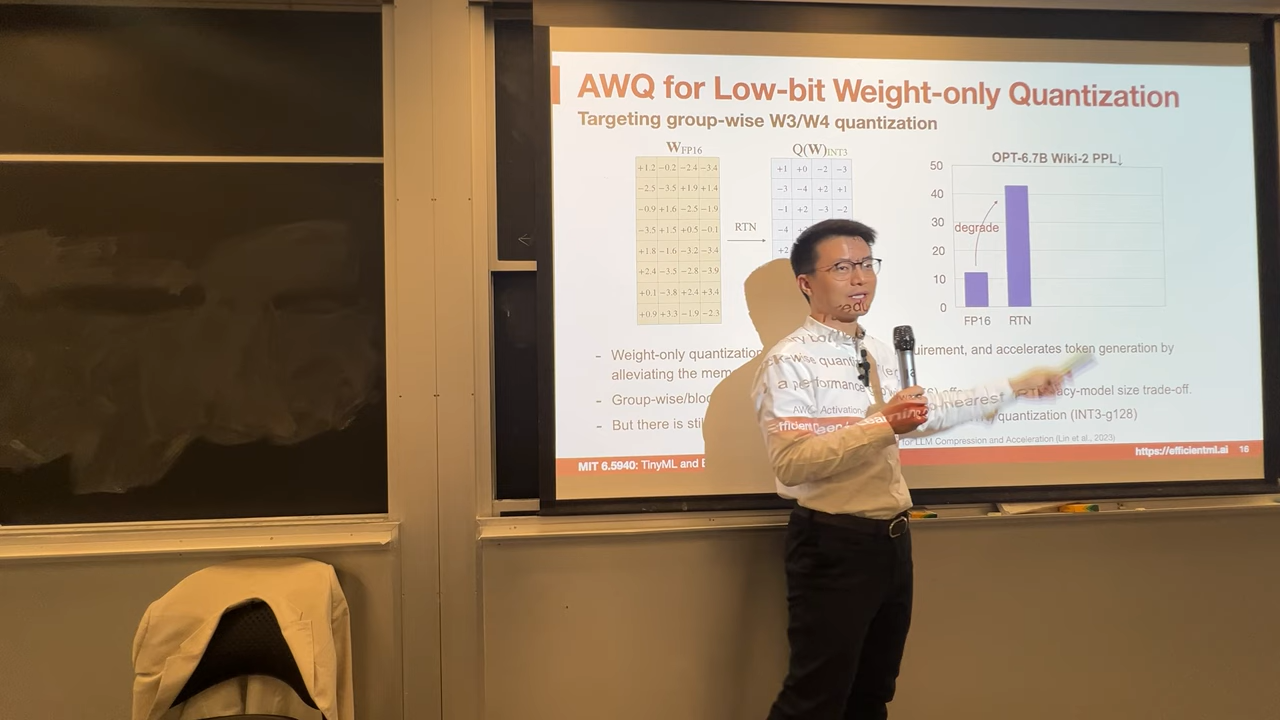 AWQ for Low-bit Weight-only Quantization
Targeting group-wise W3/W4 quantization
WFP16
Q(W)INT3
+1.2 −0.2 −2.4 −3.4
−2.5 −3.5 +1.9 +1.4
−0.9 +1.6 −2.5 −1.9
−3.5 +1.5 +0.5 −0.1
+1.8 −1.6 −3.2 −3.4
+2.4 −3.5 −2.8 −3.9
+0.1 −3.8 +2.4 +3.4
+0.9 +3.3 −1.9 −2.3
RTN
+1 +0 −2 −3
−3 −4 +2 +1
−1 +2 −3 −2
−4
OPT-6.7B Wiki-2 PPL↓
50
40
30
20
10
0
degrade
FP16 RTN
– Weight-only quantization urement, and accelerates token generation by
alleviating the mem
– Group-wise/bloc acy-model size trade-off.
– But there is sti quantization (INT3-g128)
AWQ: Activation- for LLM Compression and Acceleration (Lin et al., 2023)
MIT 6.5940: TinyML and E https://efficientml.ai 16